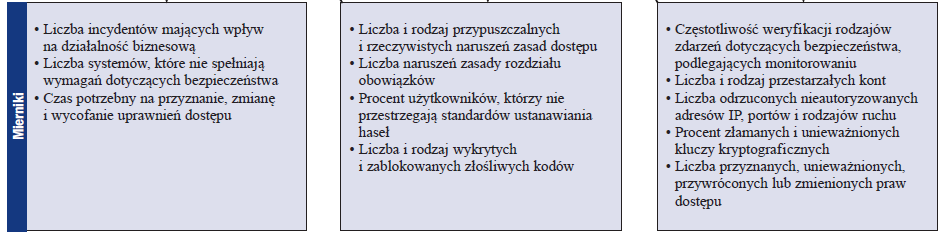 Mierniki
• Liczba incydentów mających wpływ
na działalność biznesową
• Liczba systemów, które nie spełniają
wymagań dotyczących bezpieczeństwa
• Czas potrzebny na przyznanie, zmianę
i wycofanie uprawnień dostępu
• Liczba i rodzaj przypuszczalnych
i rzeczywistych naruszeń zasad dostępu
• Liczba naruszeń zasady rozdziału
obowiązków
• Procent użytkowników, którzy nie
przestrzegają standardów ustanawiania
haseł
• Liczba i rodzaj wykrytych
i zablokowanych złośliwych kodów
• Częstotliwość weryfikacji rodzajów
zdarzeń dotyczących bezpieczeństwa,
podlegających monitorowaniu
• Liczba i rodzaj przestarzałych kont
• Liczba odrzuconych nieautoryzowanych
adresów IP, portów i rodzajów ruchu
• Procent złamanych i unieważnionych
kluczy kryptograficznych
• Liczba przyznanych, unieważnionych,
przywróconych lub zmienionych praw
dostępu